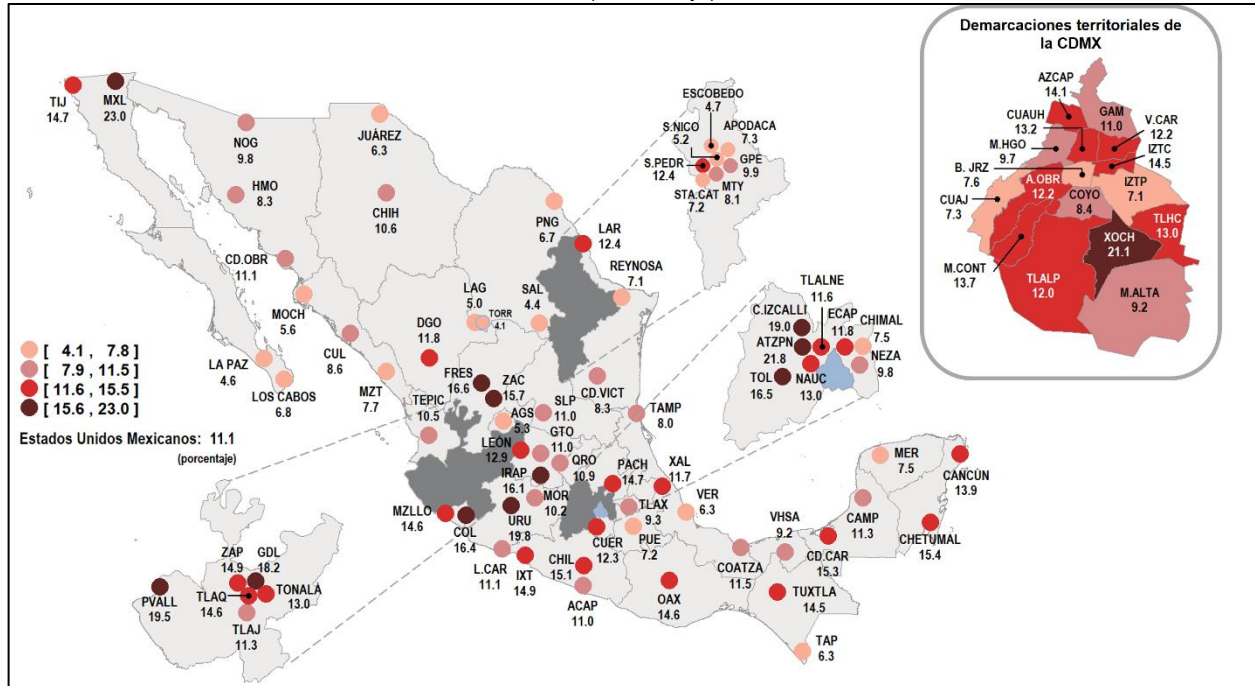 Demarcaciones territoriales de
la CDMX
AZCAP
14.1
CUAUH
13.2
GAM
11.0
V.CAR
12.2
M.HGO
9.7
IZTC
14.5
B. JRZ
7.6
A.OBR
12.2
IZTP
7.1
CUAJ
7.3
COYO
8.4
TLHC
13.0
XOCH
21.1
M.CONT
13.7
TLALP
12.0
M.ALTA
9.2
TIJ
14.7
MXL
23.0
NOG
9.8
JUÁREZ
6.3
HMO
8.3
CHIH
10.6
CD.OBR
11.1
MOCH
5.6
LA PAZ
4.6
LOS CABOS
6.8
CUL
8.6
MZT
7.7
DGO
11.8
LAG
5.0
TORR
4.1
SAL
4.4
PNG
6.7
LAR
12.4
REYNOSA
7.1
ESCOBEDO
4.7
S.NICO
5.2
APODACA
7.3
S.PEDR
12.4
GPE
9.9
STA.CAT
7.2
MTY
8.1
TLALNE
11.6
C.IZCALLI
19.0
ECAP
11.8
CHIMAL
7.5
ATZPN
21.8
NEZA
9.8
TOL
16.5
NAUC
13.0
[ 4.1 , 7.8 ]
[ 7.9 , 11.5 ]
[ 11.6 , 15.5 ]
[ 15.6 , 23.0 ]
Estados Unidos Mexicanos: 11.1
(porcentaje)
FRES
16.6
ZAC
15.7
TEPIC
10.5
AGS
5.3
SLP
11.0
CD.VICT
8.3
TAMP
8.0
LEÓN
12.9
GTO
11.0
QRO
10.9
IRAP
16.1
PACH
14.7
XAL
11.7
MZLLO
14.6
COL
16.4
URU
19.8
MOR
10.2
TLAX
9.3
VER
6.3
L.CAR
11.1
IXT
14.9
CUER
12.3
PUE
7.2
CHIL
15.1
ACAP
11.0
OAX
14.6
COATZA
11.5
VHSA
9.2
CD.CAR
15.3
CAMP
11.3
MER
7.5
CANCÚN
13.9
CHETUMAL
15.4
TUXTLA
14.5
TAP
6.3
ZAP
14.9
GDL
18.2
PVALL
19.5
TLAQ
14.6
TONALÁ
13.0
TLAJ
11.3